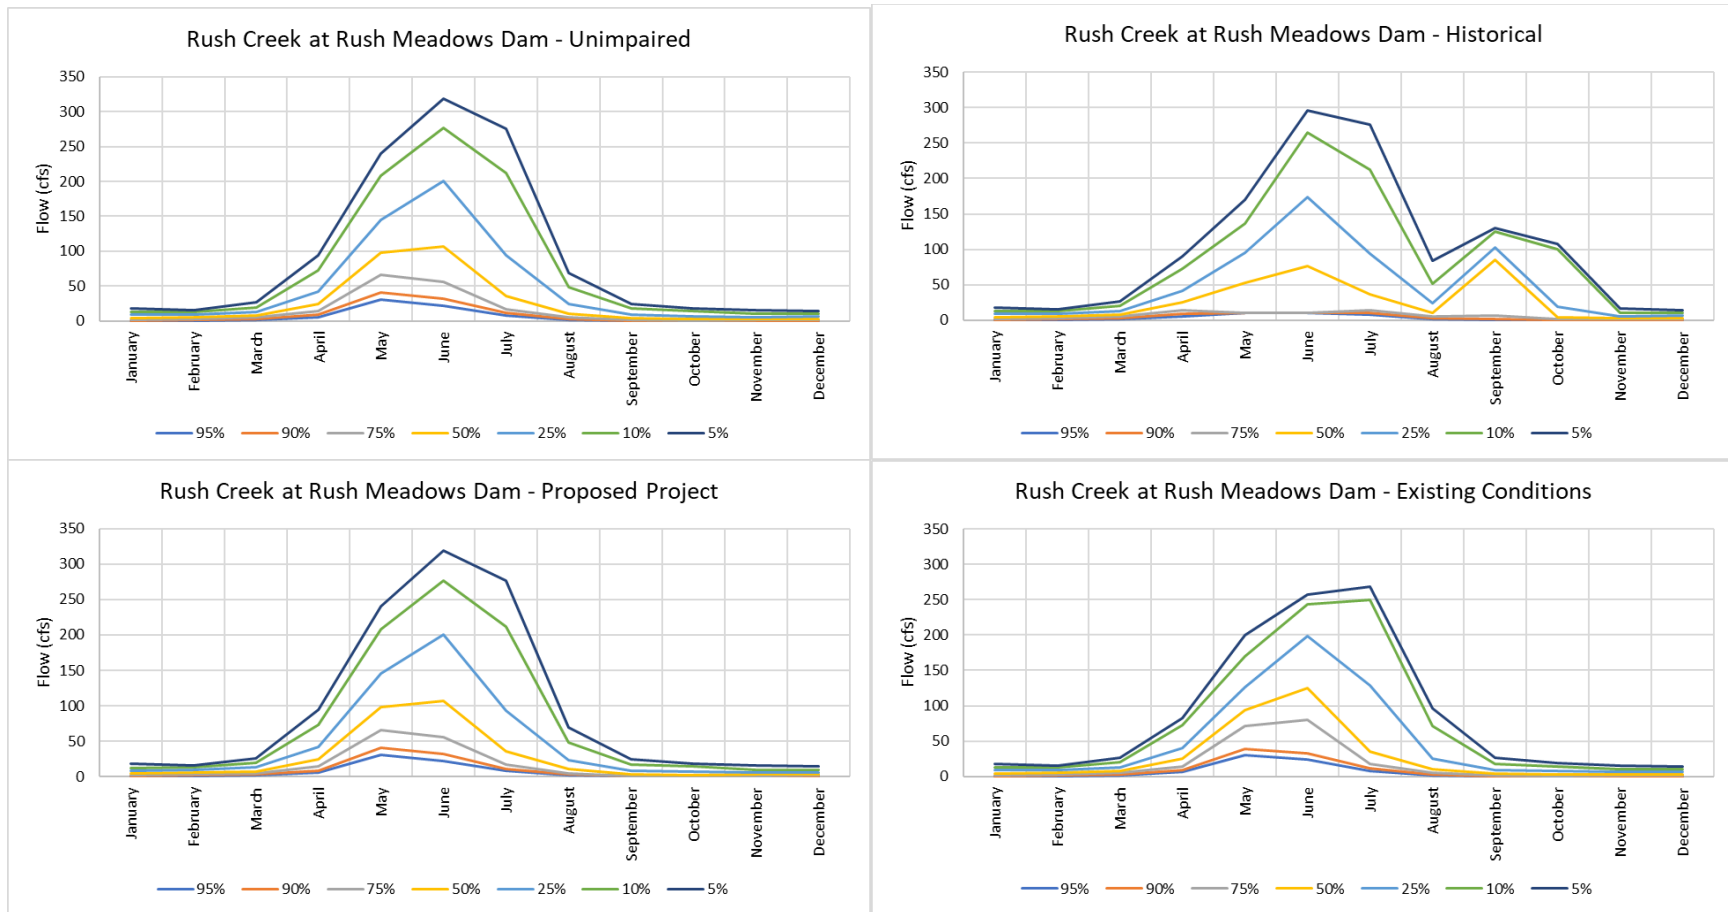 Rush Creek at Rush Meadows Dam - Unimpaired
Flow (cfs)
350
300
250
200
150
100
50
0
January
February
March
April
May
June
July
August
September
October
November
December
95% 90% 75% 50% 25% 10% 5%
Rush Creek at Rush Meadows Dam - Historical
Flow (cfs)
350
300
250
200
150
100
50
0
January
February
March
April
May
June
July
August
September
October
November
December
95% 90% 75% 50% 25% 10% 5%
Rush Creek at Rush Meadows Dam - Proposed Project
Flow (cfs)
350
300
250
200
150
100
50
0
January
February
March
April
May
June
July
August
September
October
November
December
95% 90% 75% 50% 25% 10% 5%
Rush Creek at Rush Meadows Dam - Existing Conditions
Flow (cfs)
350
300
250
200
150
100
50
0
January
February
March
April
May
June
July
August
September
October
November
December
95% 90% 75% 50% 25% 10% 5%